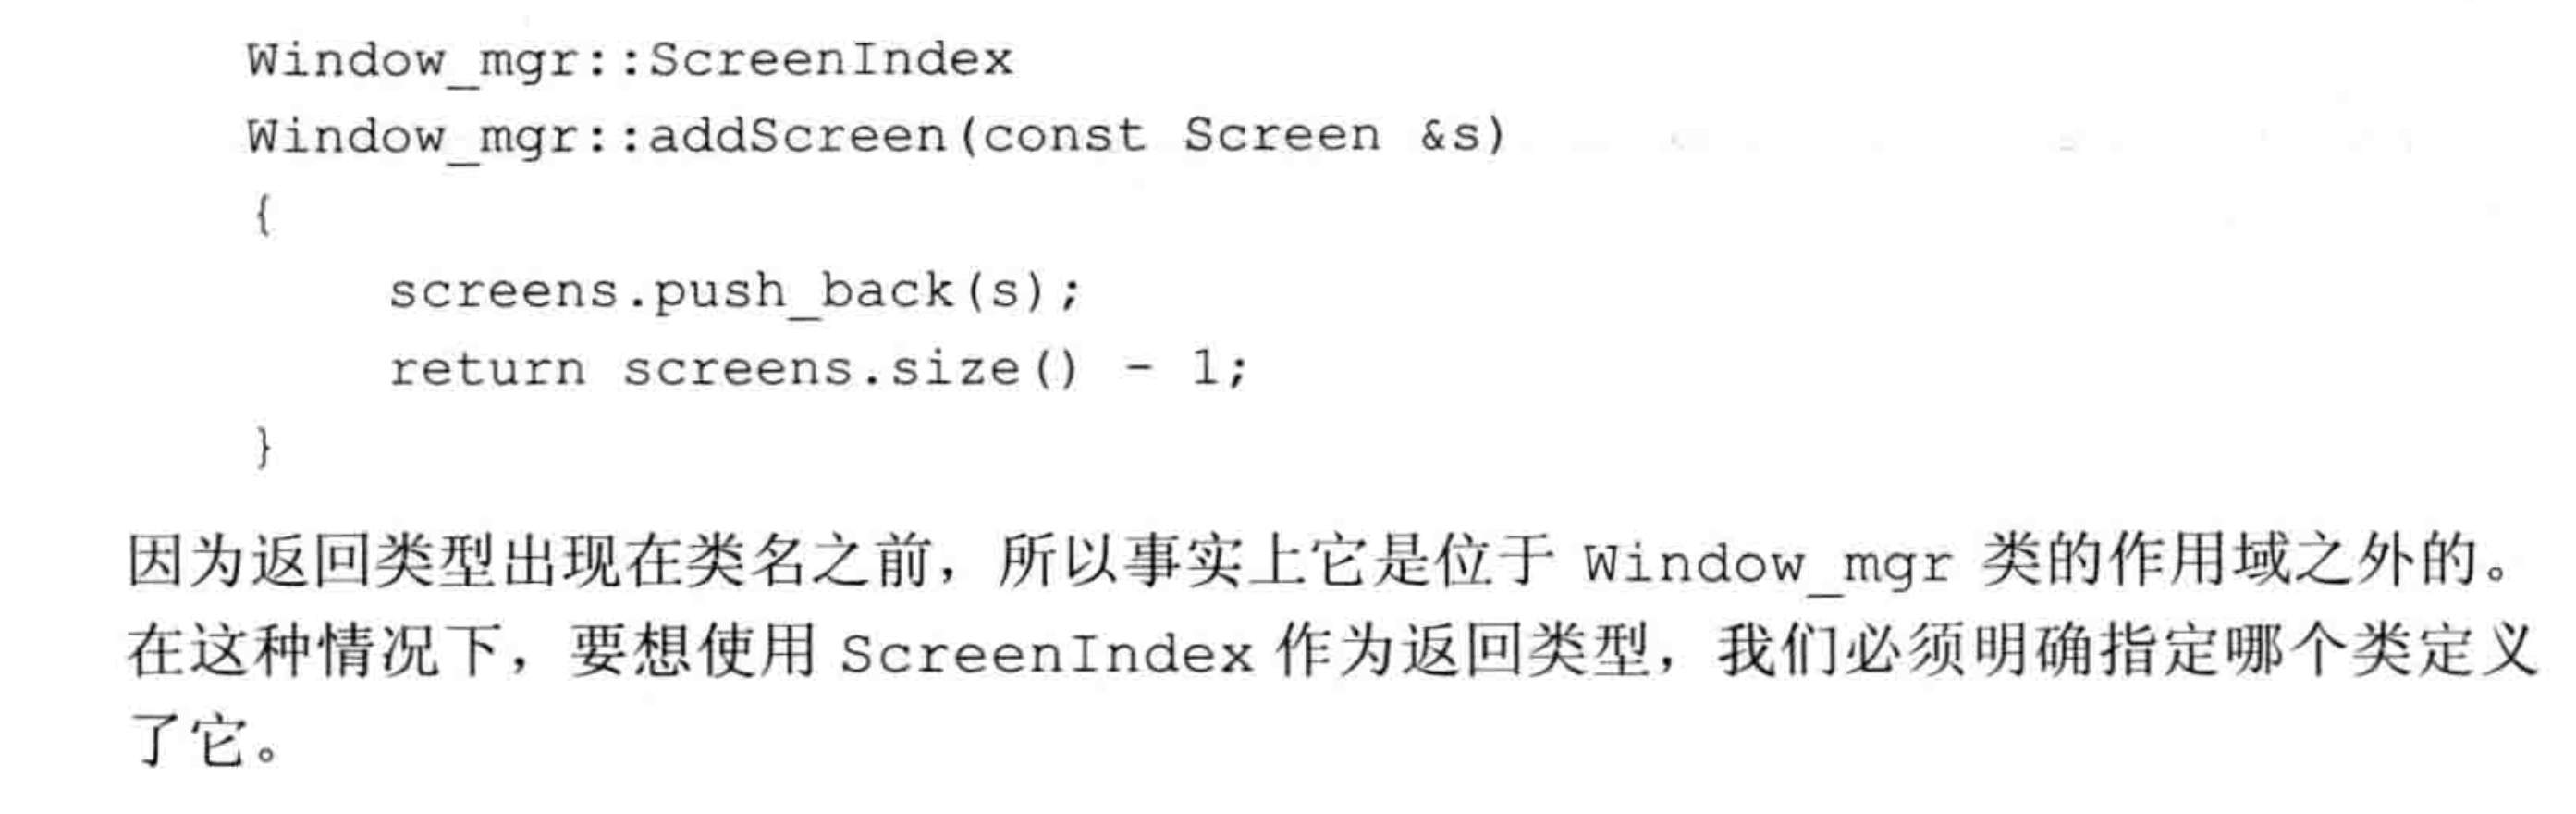 Window_mgr::ScreenIndex
Window_mgr::addScreen(const Screen &s)
{
    screens.push_back(s);
    return screens.size() - 1;
}
因为返回类型出现在类名之前，所以事实上它是位于 Window_mgr 类的作用域之外的。
在这种情况下，要想使用 ScreenIndex 作为返回类型，我们必须明确指定哪个类定义
了它。